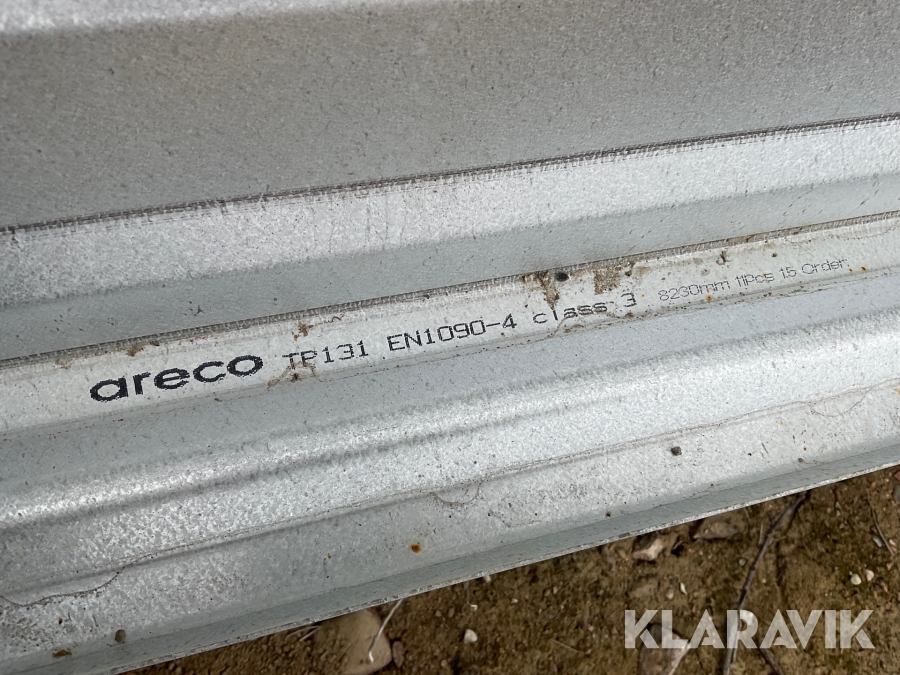 areco TP131 EN1090-4 class 3 8230mm 11Pcs 15 Order
KLARAVIK